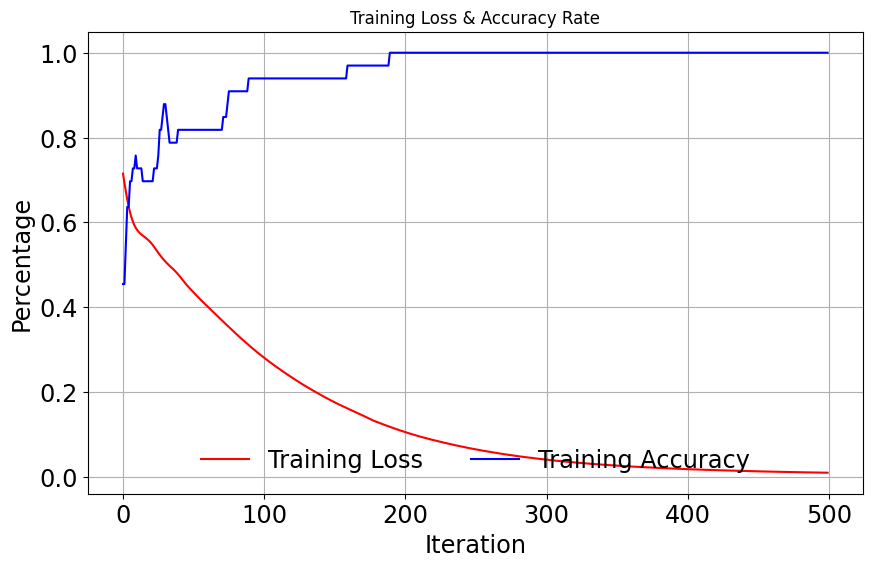 Training Loss & Accuracy Rate
1.0
0.8
0.6
0.4
0.2
0.0
Percentage
Training Loss
Training Accuracy
0 100 200 300 400 500
Iteration